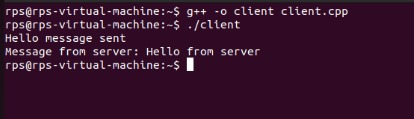 rps@rps-virtual-machine:~$ g++ -o client client.cpp
rps@rps-virtual-machine:~$ ./client
Hello message sent
Message from server: Hello from server
rps@rps-virtual-machine:~$